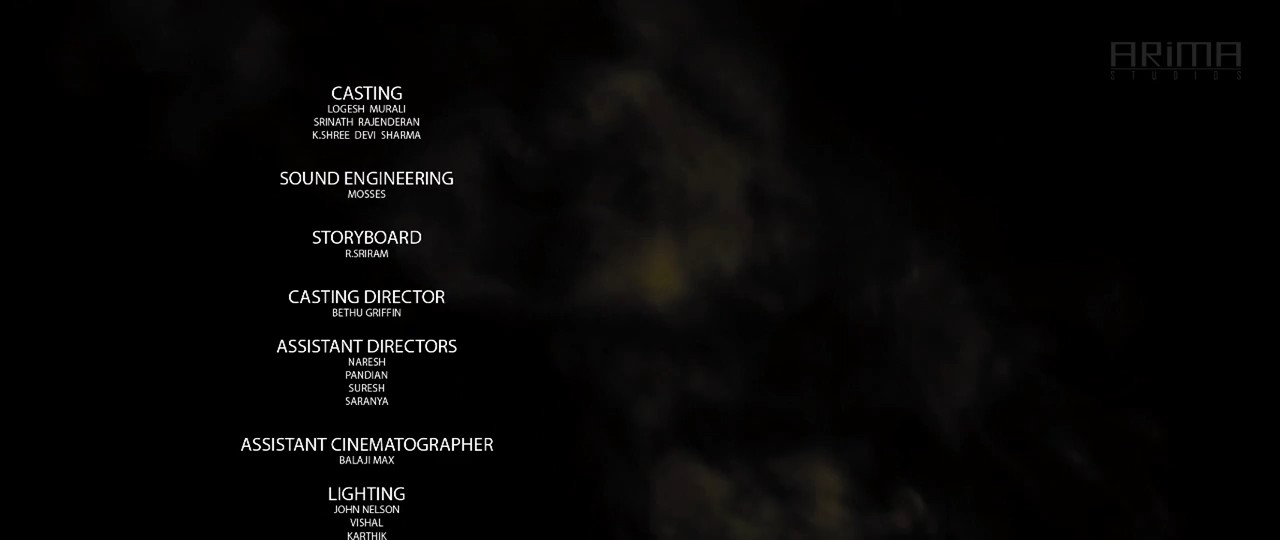 ARiMA
STUDIOS
CASTING
LOGESH MURALI
SRINATH RAJENDERAN
K.SHREE DEVI SHARMA
SOUND ENGINEERING
MOSSES
STORYBOARD
R.SRIRAM
CASTING DIRECTOR
BETHU GRIFFIN
ASSISTANT DIRECTORS
NARESH
PANDIAN
SURESH
SARANYA
ASSISTANT CINEMATOGRAPHER
BALAJI MAX
LIGHTING
JOHN NELSON
VISHAL
KARTHIK